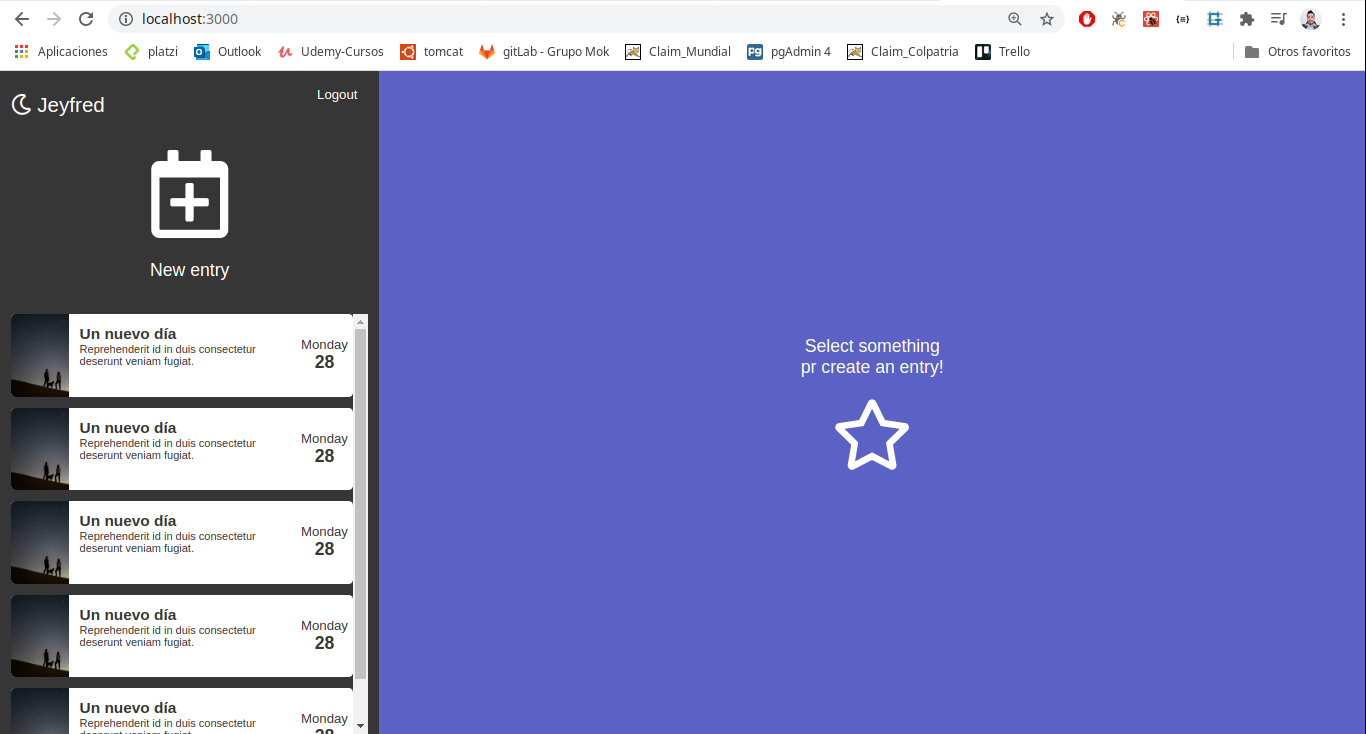 localhost:3000
Aplicaciones platzi Outlook Udemy-Cursos tomcat gitLab - Grupo Mok Claim_Mundial pgAdmin 4 Claim_Colpatria Trello Otros favoritos
Jeyfred
Logout
New entry
Un nuevo día
Reprehenderit id in duis consectetur
deserunt veniam fugiat.
Monday
28
Un nuevo día
Reprehenderit id in duis consectetur
deserunt veniam fugiat.
Monday
28
Un nuevo día
Reprehenderit id in duis consectetur
deserunt veniam fugiat.
Monday
28
Un nuevo día
Reprehenderit id in duis consectetur
deserunt veniam fugiat.
Monday
28
Un nuevo día
Reprehenderit id in duis consectetur
deserunt veniam fugiat.
Monday
28
Select something
pr create an entry!